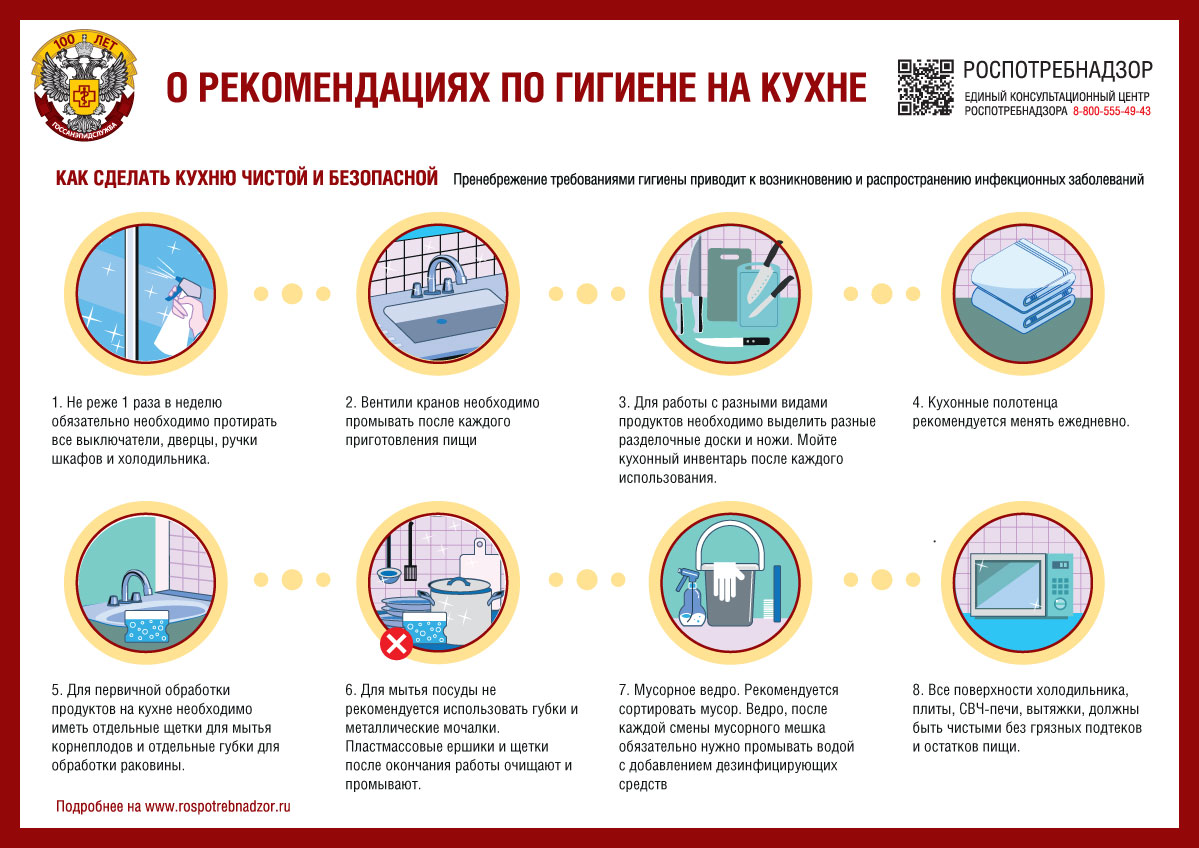 100 ЛЕТ
ГОССАНЭПИДСЛУЖБА
О РЕКОМЕНДАЦИЯХ ПО ГИГИЕНЕ НА КУХНЕ
РОСПОТРЕБНАДЗОР
ЕДИНЫЙ КОНСУЛЬТАЦИОННЫЙ ЦЕНТР
РОСПОТРЕБНАДЗОРА 8-800-555-49-43
КАК СДЕЛАТЬ КУХНЮ ЧИСТОЙ И БЕЗОПАСНОЙ Пренебрежение требованиями гигиены приводит к возникновению и распространению инфекционных заболеваний
1. Не реже 1 раза в неделю
обязательно необходимо протирать
все выключатели, дверцы, ручки
шкафов и холодильника.
2. Вентили кранов необходимо
промывать после каждого
приготовления пищи
3. Для работы с разными видами
продуктов необходимо выделить разные
разделочные доски и ножи. Мойте
кухонный инвентарь после каждого
использования.
4. Кухонные полотенца
рекомендуется менять ежедневно.
5. Для первичной обработки
продуктов на кухне необходимо
иметь отдельные щетки для мытья
корнеплодов и отдельные губки для
обработки раковины.
6. Для мытья посуды не
рекомендуется использовать губки и
металлические мочалки.
Пластмассовые ершики и щетки
после окончания работы очищают и
промывают.
7. Мусорное ведро. Рекомендуется
сортировать мусор. Ведро, после
каждой смены мусорного мешка
обязательно нужно промывать водой
с добавлением дезинфицирующих
средств
8. Все поверхности холодильника,
плиты, СВЧ-печи, вытяжки, должны
быть чистыми без грязных подтеков
и остатков пищи.
Подробнее на www.rospotrebnadzor.ru